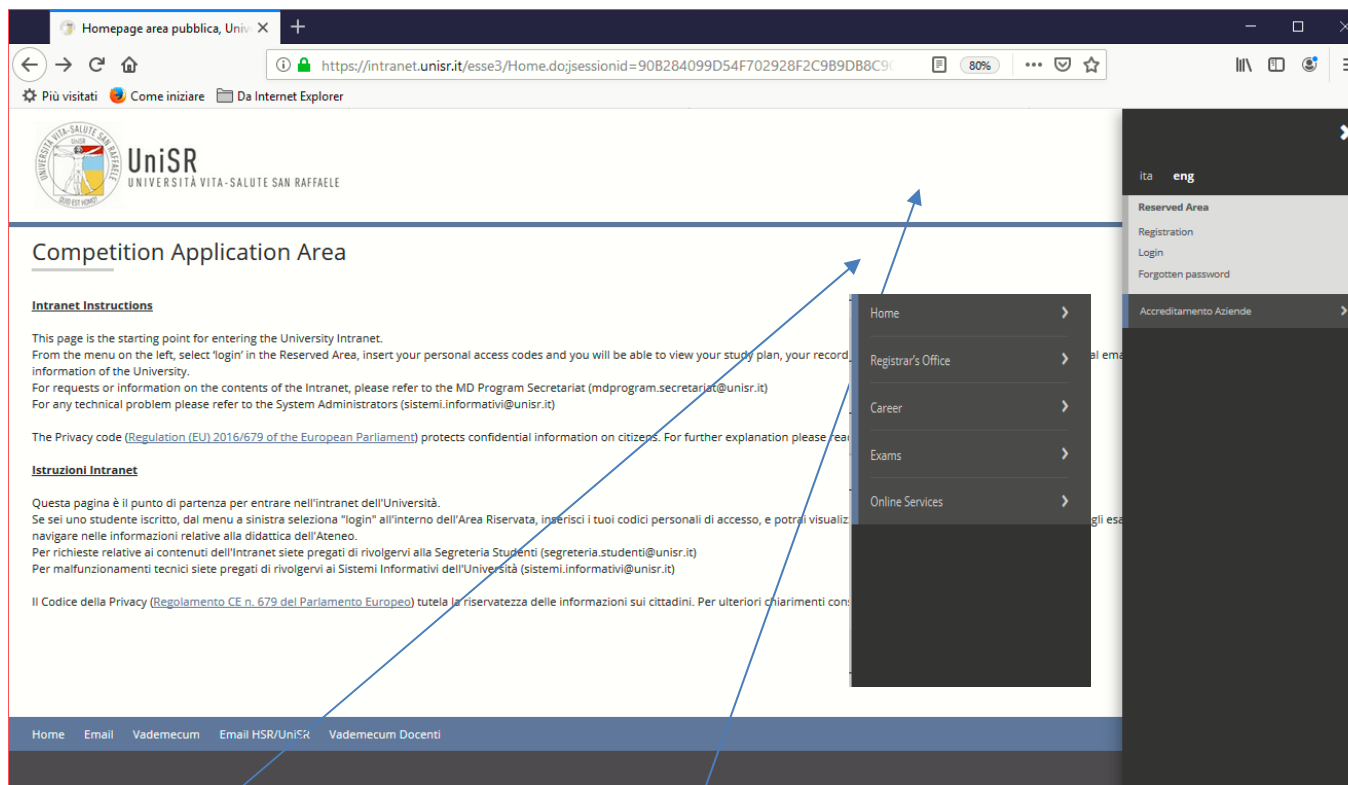 Homepage area pubblica, Univ
https://intranet.unisr.it/esse3/Home.do;jsessionid=90B284099D54F702928F2C9B9DB8C90
80%
Più visitati Come iniziare Da Internet Explorer
UniSR
UNIVERSITÀ VITA-SALUTE SAN RAFFAELE
ita eng
Reserved Area
Registration
Login
Forgotten password
Accreditamento Aziende
Competition Application Area
Intranet Instructions
This page is the starting point for entering the University Intranet.
From the menu on the left, select 'login' in the Reserved Area, insert your personal access codes and you will be able to view your study plan, your record
information of the University.
For requests or information on the contents of the Intranet, please refer to the MD Program Secretariat (mdprogram.secretariat@unisr.it)
For any technical problem please refer to the System Administrators (sistemi.informativi@unisr.it)
The Privacy code (Regulation (EU) 2016/679 of the European Parliament) protects confidential information on citizens. For further explanation please rea
Istruzioni Intranet
Questa pagina è il punto di partenza per entrare nell'intranet dell'Università.
Se sei uno studente iscritto, dal menu a sinistra seleziona "login" all'interno dell'Area Riservata, inserisci i tuoi codici personali di accesso, e potrai visualiz gli esa
navigare nelle informazioni relative alla didattica dell'Ateneo.
Per richieste relative ai contenuti dell'Intranet siete pregati di rivolgervi alla Segreteria Studenti (segreteria.studenti@unisr.it)
Per malfunzionamenti tecnici siete pregati di rivolgervi ai Sistemi Informativi dell'Università (sistemi.informativi@unisr.it)
Il Codice della Privacy (Regolamento CE n. 679 del Parlamento Europeo) tutela la riservatezza delle informazioni sui cittadini. Per ulteriori chiarimenti con
Home
Registrar's Office
Career
Exams
Online Services
Home Email Vademecum Email HSR/UniSR Vademecum Docenti